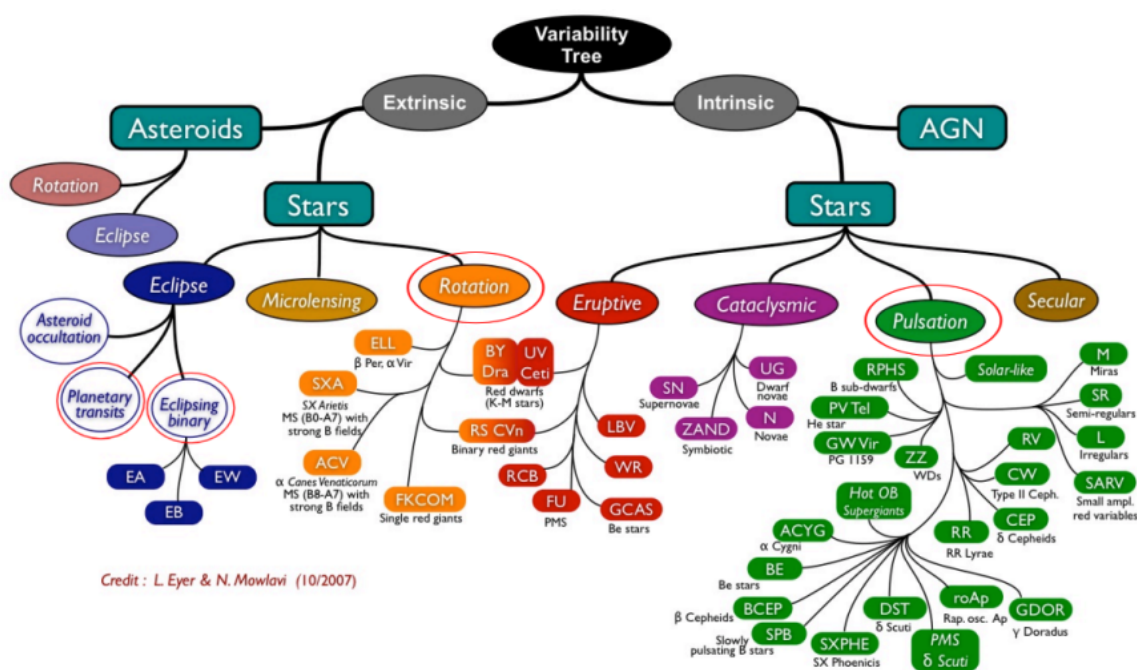 Variability
Tree
Extrinsic
Intrinsic
Asteroids
AGN
Rotation
Eclipse
Stars
Stars
Eclipse
Microlensing
Rotation
Eruptive
Cataclysmic
Pulsation
Secular
Asteroid
occultation
Planetary
transits
Eclipsing
binary
EA
EW
EB
ELL
β Per, α Vir
SXA
SX Arietis
MS (B0-A7) with
strong B fields
ACV
α Canes Venaticorum
MS (B8-A7) with
strong B fields
BY
Dra
UV
Ceti
Red dwarfs
(K-M stars)
RS CVn
Binary red giants
FKCOM
Single red giants
LBV
WR
RCB
FU
PMS
GCAS
Be stars
SN
Supernovae
UG
Dwarf
novae
ZAND
Symbiotic
N
Novae
RPHS
B sub-dwarfs
Solar-like
PV Tel
He star
GW Vir
PG 1159
ZZ
WDs
M
Miras
SR
Semi-regulars
L
Irregulars
SARV
Small ampl.
red variables
RV
CW
Type II Ceph.
CEP
δ Cepheids
RR
RR Lyrae
Hot OB
Supergiants
ACYG
α Cygni
BE
Be stars
BCEP
β Cepheids
SPB
Slowly
pulsating B stars
SXPHE
SX Phoenicis
DST
δ Scuti
PMS
δ Scuti
roAp
Rap. osc. Ap
GDOR
γ Doradus
Credit : L. Eyer & N. Mowlavi (10/2007)